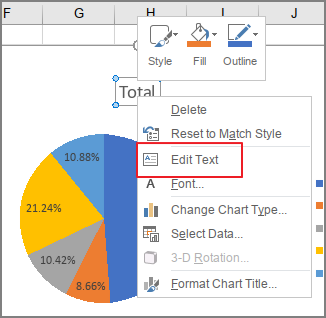 F G H I J
Style Fill Outline
Total
Delete
Reset to Match Style
Edit Text
Font...
Change Chart Type...
Select Data...
3-D Rotation...
Format Chart Title...
10.88%
21.24%
10.42%
8.66%